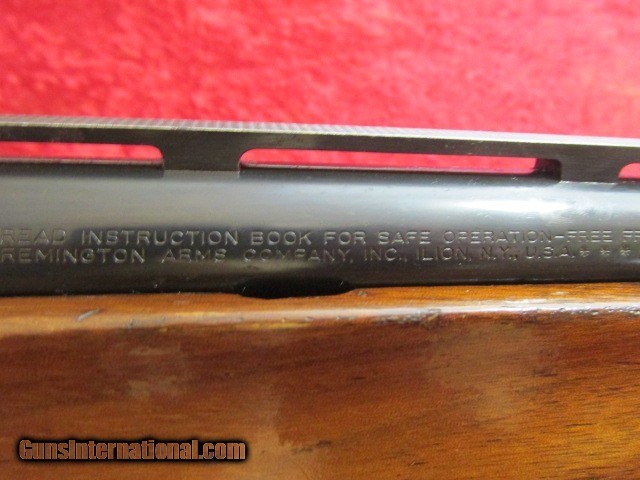 READ INSTRUCTION BOOK FOR SAFE OPERATION-FREE
REMINGTON ARMS COMPANY, INC., ILION, N.Y., U.S.A. * * *
GunsInternational.com